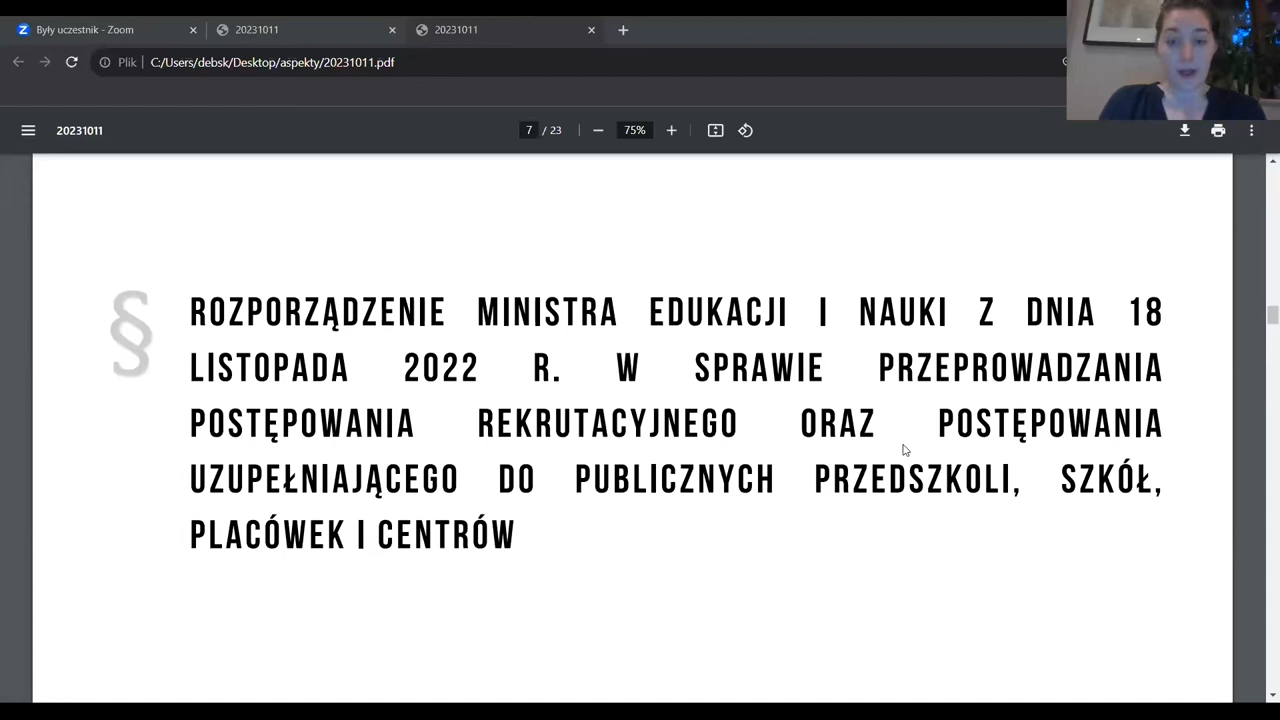 Były uczestnik - Zoom
20231011
20231011
Plik
C:/Users/debsk/Desktop/aspekty/20231011.pdf
20231011
7 / 23
75%
§
ROZPORZĄDZENIE MINISTRA EDUKACJI I NAUKI Z DNIA 18
LISTOPADA 2022 R. W SPRAWIE PRZEPROWADZANIA
POSTĘPOWANIA REKRUTACYJNEGO ORAZ POSTĘPOWANIA
UZUPEŁNIAJĄCEGO DO PUBLICZNYCH PRZEDSZKOLI, SZKÓŁ,
PLACÓWEK I CENTRÓW